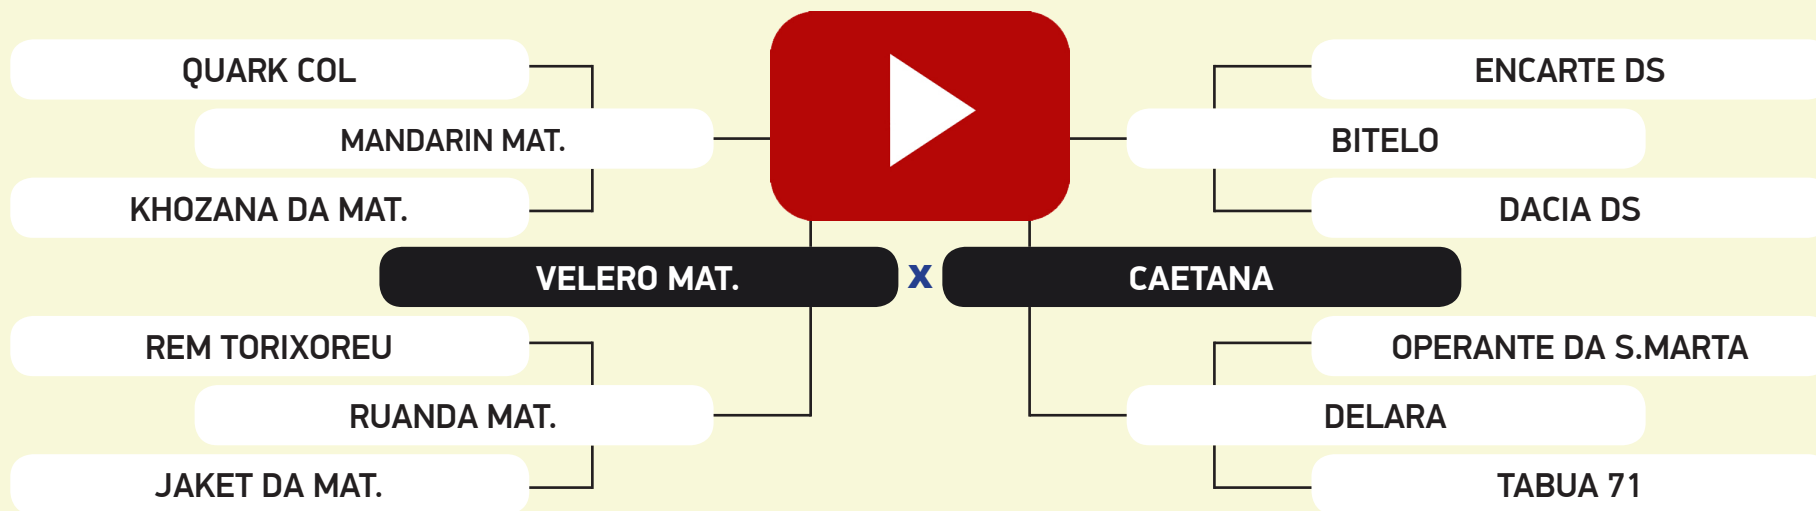 QUARK COL
ENCARTE DS
MANDARIN MAT.
BITELO
KHOZANA DA MAT.
DACIA DS
VELERO MAT. X CAETANA
REM TORIXOREU
OPERANTE DA S.MARTA
RUANDA MAT.
DELARA
JAKET DA MAT.
TABUA 71